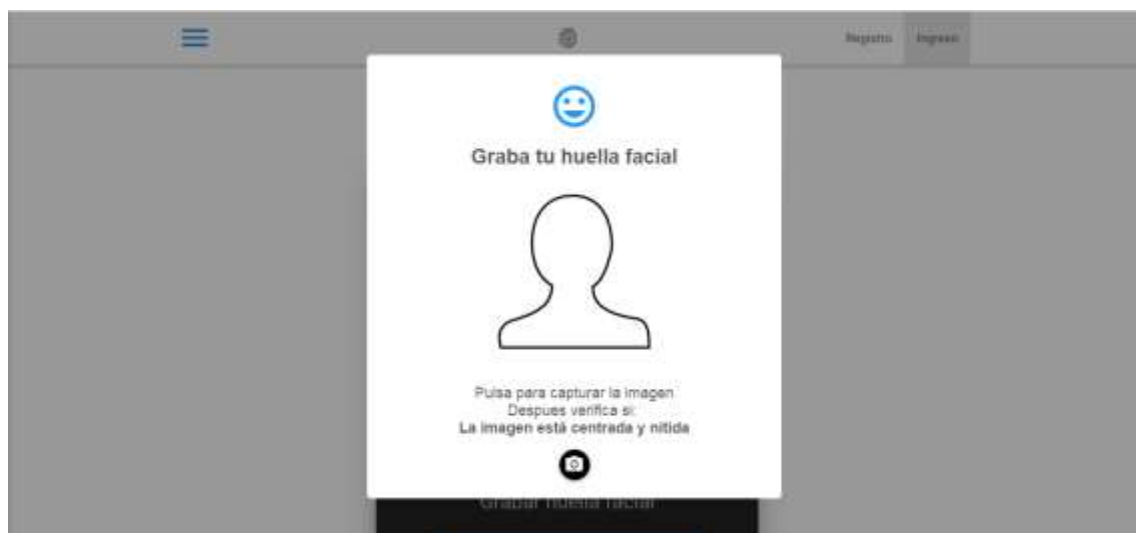 Registro Ingreso
Graba tu huella facial
Pulsa para capturar la imagen
Despues verifica si:
La imagen está centrada y nitida
Grabar huella facial